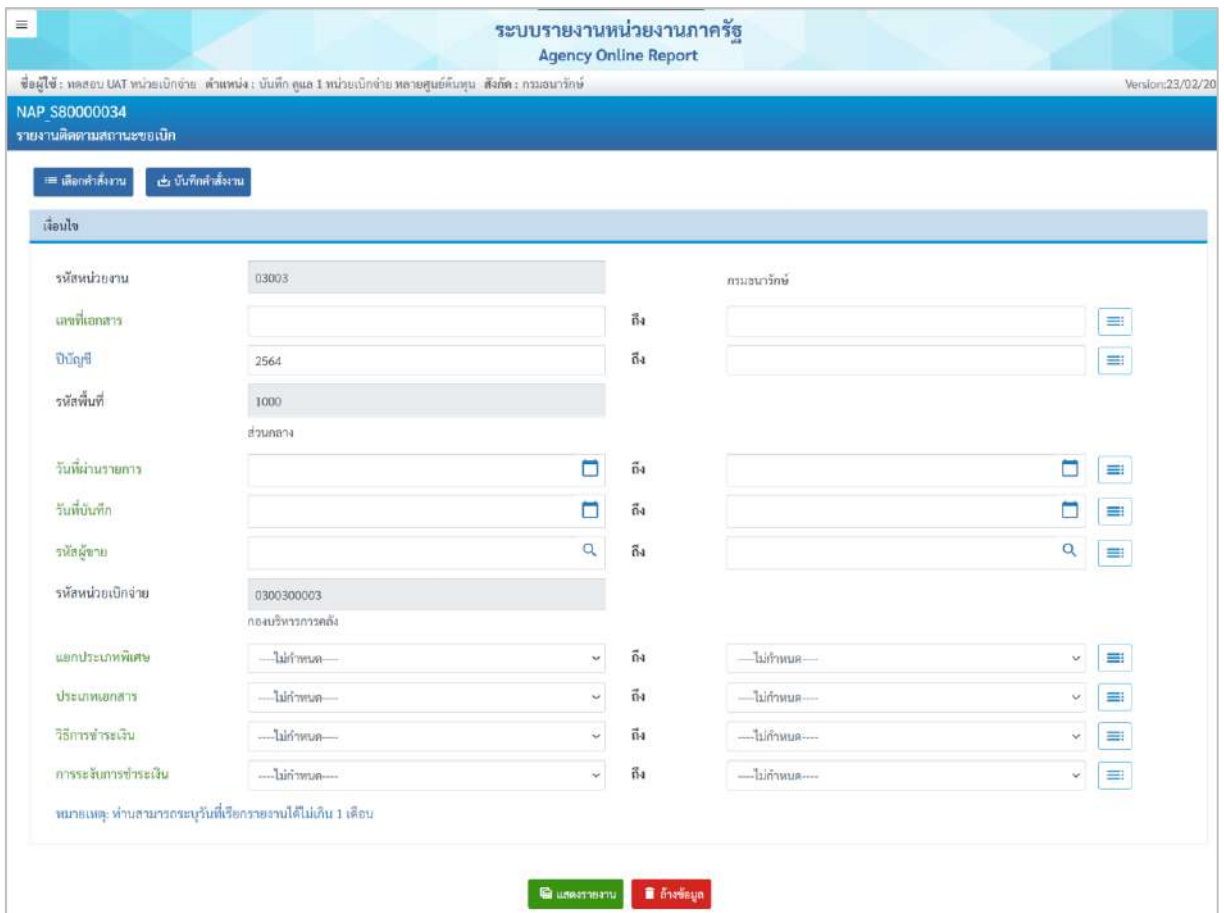 ระบบรายงานหน่วยงานภาครัฐ
Agency Online Report
ชื่อผู้ใช้ : ทดสอบ UAT หน่วยเบิกจ่าย ตำแหน่ง : บันทึก ดูแล 1 หน่วยเบิกจ่าย หลายศูนย์ต้นทุน สังกัด : กรมธนารักษ์ Version:23/02/20
NAP_S80000034
รายงานติดตามสถานะขอเบิก
เลือกคำสั่งงาน บันทึกคำสั่งงาน
เงื่อนไข
รหัสหน่วยงาน 03003 กรมธนารักษ์
เลขที่เอกสาร ถึง
ปีบัญชี 2564 ถึง
รหัสพื้นที่ 1000
ส่วนกลาง
วันที่ผ่านรายการ ถึง
วันที่บันทึก ถึง
รหัสผู้ขาย ถึง
รหัสหน่วยเบิกจ่าย 0300300003
กองบริหารการคลัง
แยกประเภทพิเศษ ----ไม่กำหนด---- ถึง ----ไม่กำหนด----
ประเภทเอกสาร ----ไม่กำหนด---- ถึง ----ไม่กำหนด----
วิธีการชำระเงิน ----ไม่กำหนด---- ถึง ----ไม่กำหนด----
การระงับการชำระเงิน ----ไม่กำหนด---- ถึง ----ไม่กำหนด----
หมายเหตุ: ท่านสามารถระบุวันที่เรียกรายงานได้ไม่เกิน 1 เดือน
แสดงรายงาน ล้างข้อมูล